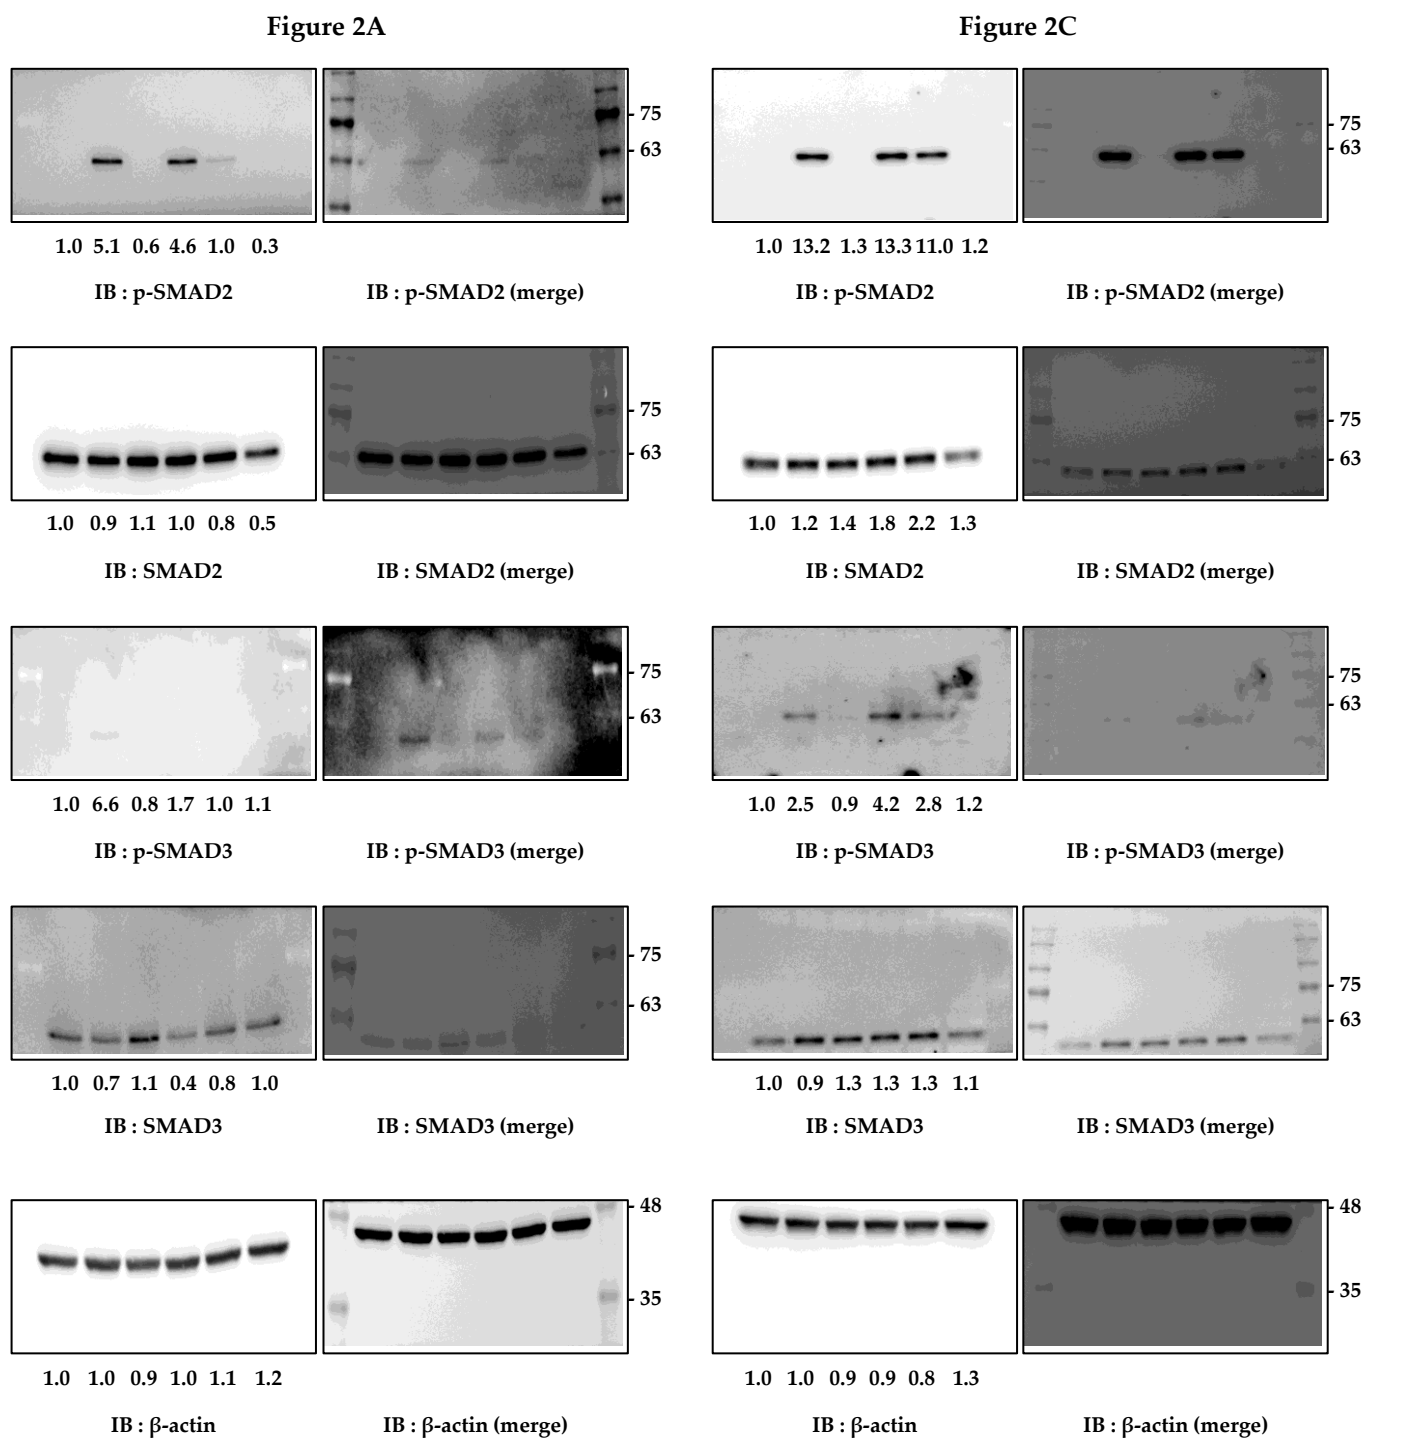 Figure 2A
Figure 2C
75
63
75
63
1.0 5.1 0.6 4.6 1.0 0.3
1.0 13.2 1.3 13.3 11.0 1.2
IB : p-SMAD2
IB : p-SMAD2 (merge)
IB : p-SMAD2
IB : p-SMAD2 (merge)
75
63
75
63
1.0 0.9 1.1 1.0 0.8 0.5
1.0 1.2 1.4 1.8 2.2 1.3
IB : SMAD2
IB : SMAD2 (merge)
IB : SMAD2
IB : SMAD2 (merge)
75
63
75
63
1.0 6.6 0.8 1.7 1.0 1.1
1.0 2.5 0.9 4.2 2.8 1.2
IB : p-SMAD3
IB : p-SMAD3 (merge)
IB : p-SMAD3
IB : p-SMAD3 (merge)
75
63
75
63
1.0 0.7 1.1 0.4 0.8 1.0
1.0 0.9 1.3 1.3 1.3 1.1
IB : SMAD3
IB : SMAD3 (merge)
IB : SMAD3
IB : SMAD3 (merge)
48
35
48
35
1.0 1.0 0.9 1.0 1.1 1.2
1.0 1.0 0.9 0.9 0.8 1.3
IB : β-actin
IB : β-actin (merge)
IB : β-actin
IB : β-actin (merge)